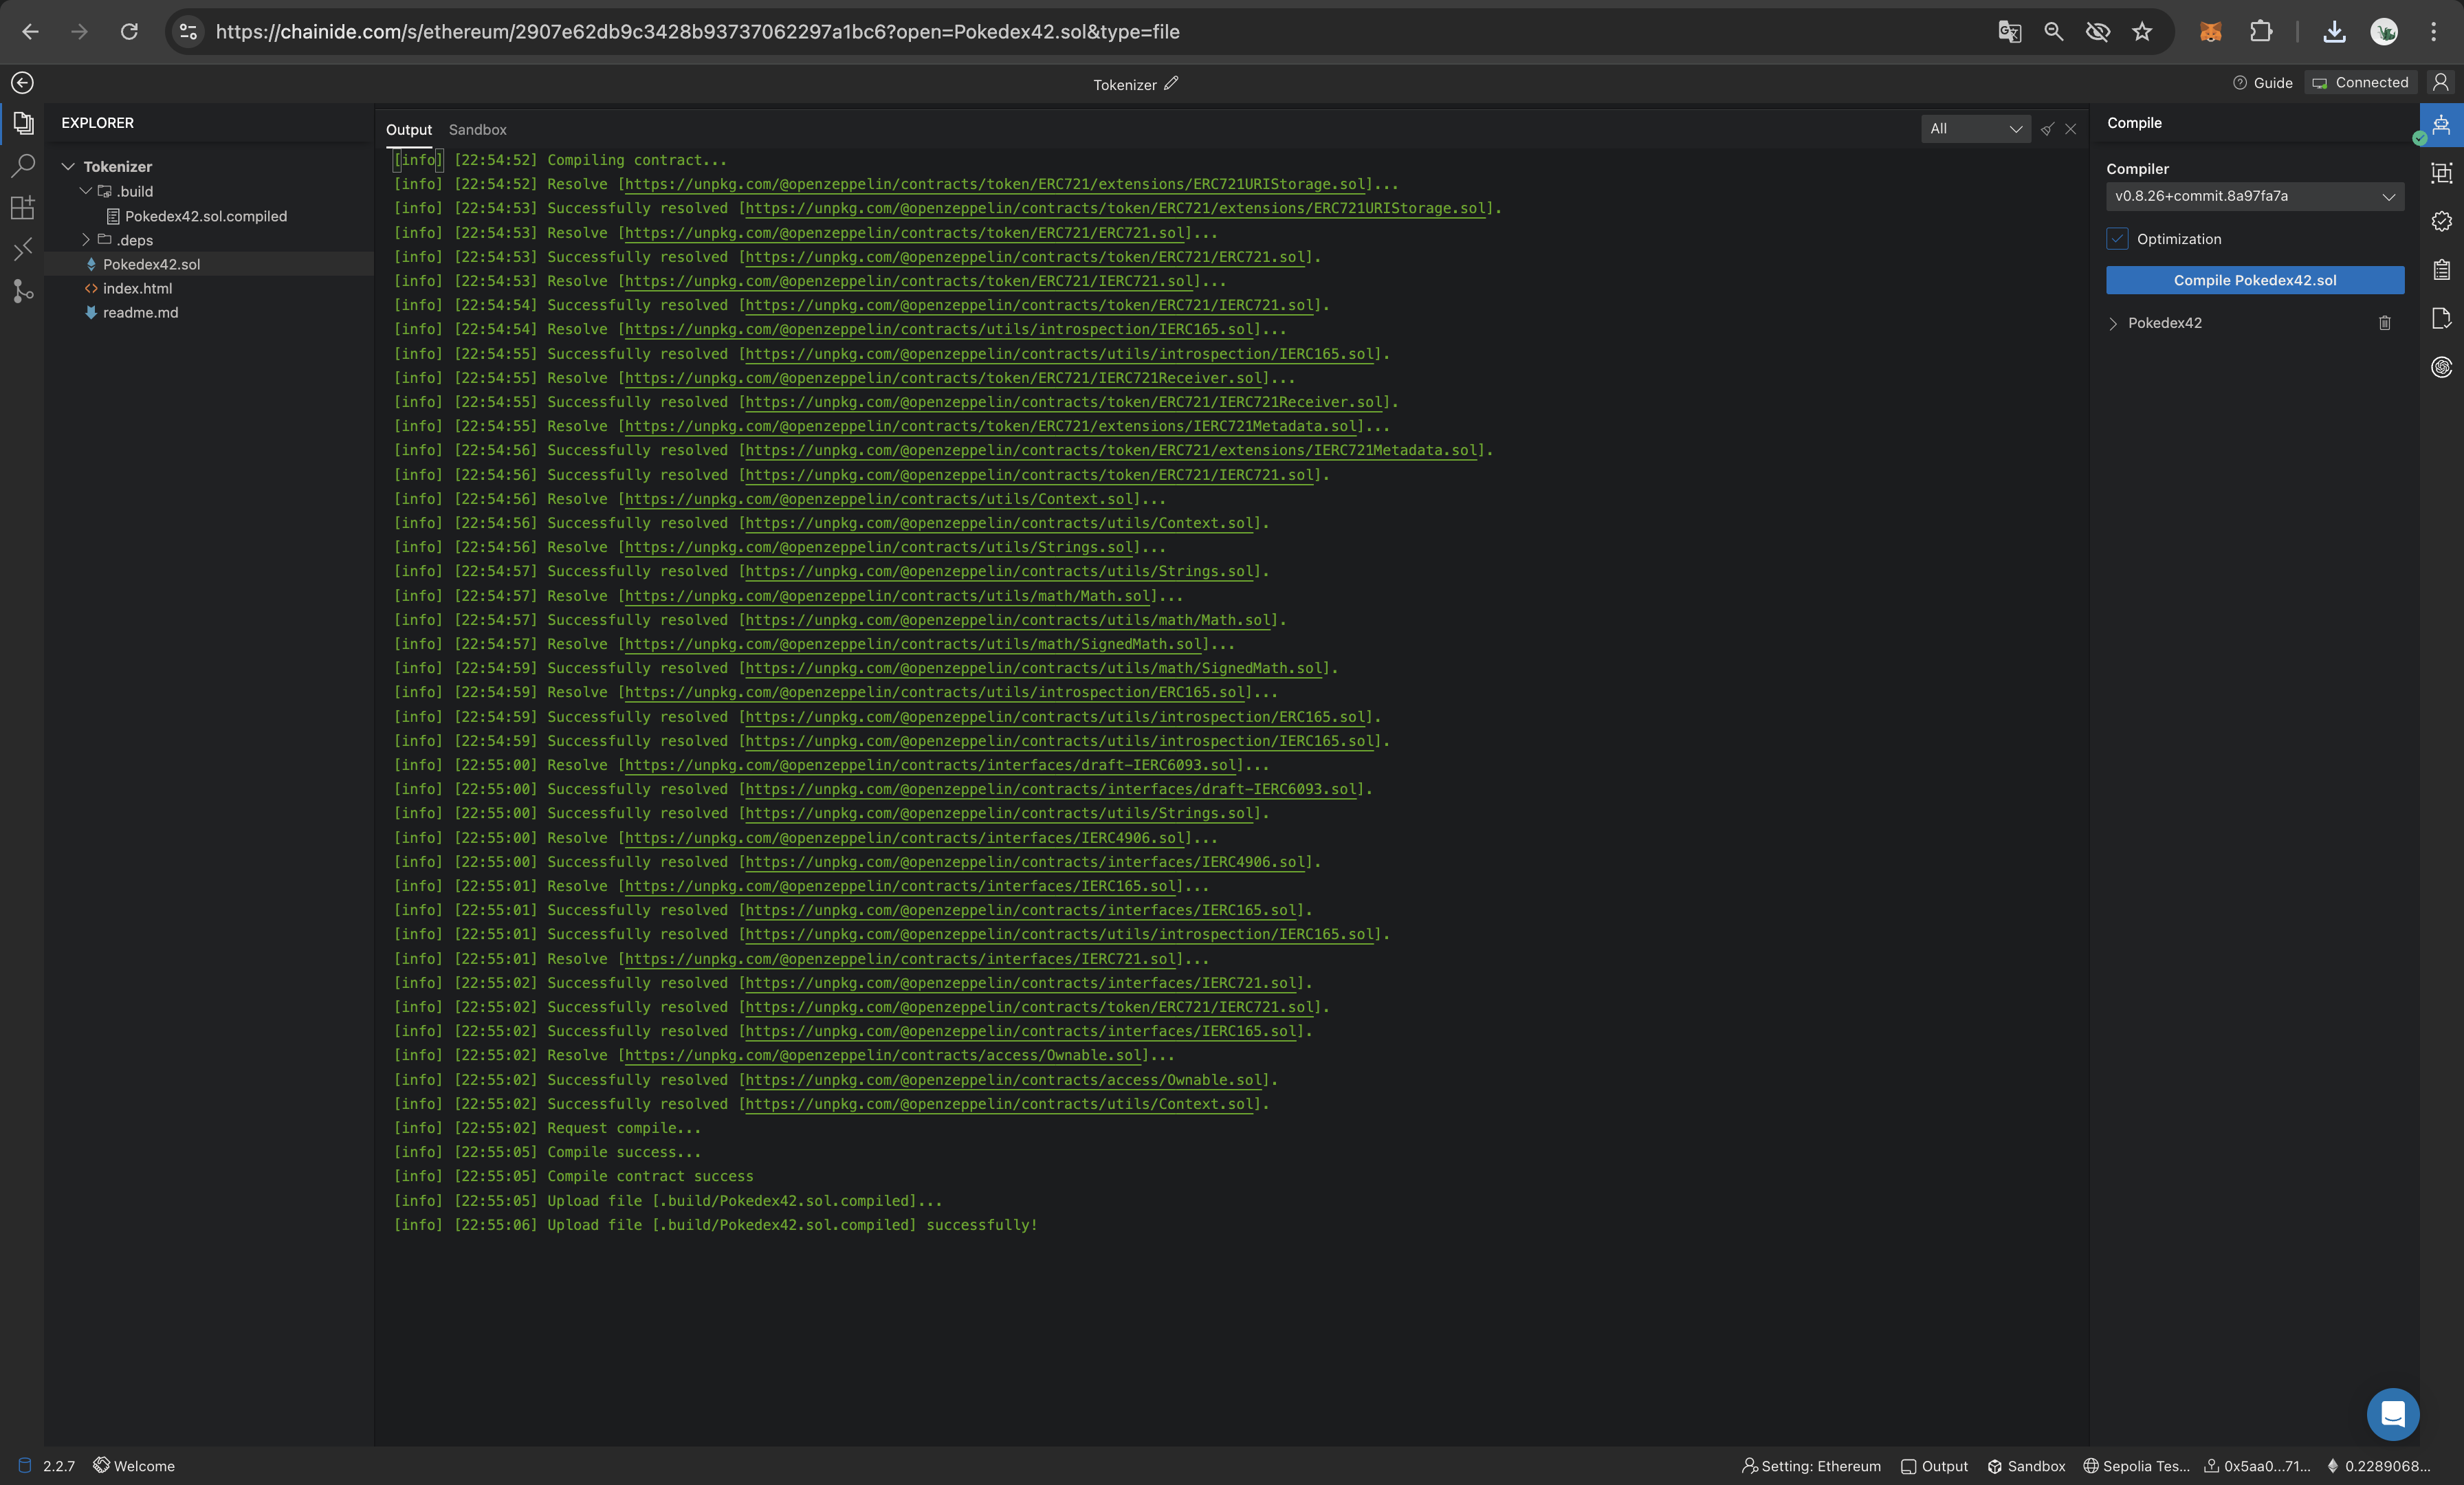 https://chainide.com/s/ethereum/2907e62db9c3428b93737062297a1bc6?open=Pokedex42.sol&type=file
Tokenizer
Guide
Connected
EXPLORER
Tokenizer
.build
Pokedex42.sol.compiled
.deps
Pokedex42.sol
index.html
readme.md
Output Sandbox
All
[info] [22:54:52] Compiling contract...
[info] [22:54:52] Resolve [https://unpkg.com/@openzeppelin/contracts/token/ERC721/extensions/ERC721URIStorage.sol]...
[info] [22:54:53] Successfully resolved [https://unpkg.com/@openzeppelin/contracts/token/ERC721/extensions/ERC721URIStorage.sol].
[info] [22:54:53] Resolve [https://unpkg.com/@openzeppelin/contracts/token/ERC721/ERC721.sol]...
[info] [22:54:53] Successfully resolved [https://unpkg.com/@openzeppelin/contracts/token/ERC721/ERC721.sol].
[info] [22:54:53] Resolve [https://unpkg.com/@openzeppelin/contracts/token/ERC721/IERC721.sol]...
[info] [22:54:54] Successfully resolved [https://unpkg.com/@openzeppelin/contracts/token/ERC721/IERC721.sol].
[info] [22:54:54] Resolve [https://unpkg.com/@openzeppelin/contracts/utils/introspection/IERC165.sol]...
[info] [22:54:55] Successfully resolved [https://unpkg.com/@openzeppelin/contracts/utils/introspection/IERC165.sol].
[info] [22:54:55] Resolve [https://unpkg.com/@openzeppelin/contracts/token/ERC721/IERC721Receiver.sol]...
[info] [22:54:55] Successfully resolved [https://unpkg.com/@openzeppelin/contracts/token/ERC721/IERC721Receiver.sol].
[info] [22:54:55] Resolve [https://unpkg.com/@openzeppelin/contracts/token/ERC721/extensions/IERC721Metadata.sol]...
[info] [22:54:56] Successfully resolved [https://unpkg.com/@openzeppelin/contracts/token/ERC721/extensions/IERC721Metadata.sol].
[info] [22:54:56] Successfully resolved [https://unpkg.com/@openzeppelin/contracts/token/ERC721/IERC721.sol].
[info] [22:54:56] Resolve [https://unpkg.com/@openzeppelin/contracts/utils/Context.sol]...
[info] [22:54:56] Successfully resolved [https://unpkg.com/@openzeppelin/contracts/utils/Context.sol].
[info] [22:54:56] Resolve [https://unpkg.com/@openzeppelin/contracts/utils/Strings.sol]...
[info] [22:54:57] Successfully resolved [https://unpkg.com/@openzeppelin/contracts/utils/Strings.sol].
[info] [22:54:57] Resolve [https://unpkg.com/@openzeppelin/contracts/utils/math/Math.sol]...
[info] [22:54:57] Successfully resolved [https://unpkg.com/@openzeppelin/contracts/utils/math/Math.sol].
[info] [22:54:57] Resolve [https://unpkg.com/@openzeppelin/contracts/utils/math/SignedMath.sol]...
[info] [22:54:59] Successfully resolved [https://unpkg.com/@openzeppelin/contracts/utils/math/SignedMath.sol].
[info] [22:54:59] Resolve [https://unpkg.com/@openzeppelin/contracts/utils/introspection/ERC165.sol]...
[info] [22:54:59] Successfully resolved [https://unpkg.com/@openzeppelin/contracts/utils/introspection/ERC165.sol].
[info] [22:54:59] Successfully resolved [https://unpkg.com/@openzeppelin/contracts/utils/introspection/IERC165.sol].
[info] [22:55:00] Resolve [https://unpkg.com/@openzeppelin/contracts/interfaces/draft-IERC6093.sol]...
[info] [22:55:00] Successfully resolved [https://unpkg.com/@openzeppelin/contracts/interfaces/draft-IERC6093.sol].
[info] [22:55:00] Successfully resolved [https://unpkg.com/@openzeppelin/contracts/utils/Strings.sol].
[info] [22:55:00] Resolve [https://unpkg.com/@openzeppelin/contracts/interfaces/IERC4906.sol]...
[info] [22:55:00] Successfully resolved [https://unpkg.com/@openzeppelin/contracts/interfaces/IERC4906.sol].
[info] [22:55:01] Resolve [https://unpkg.com/@openzeppelin/contracts/interfaces/IERC165.sol]...
[info] [22:55:01] Successfully resolved [https://unpkg.com/@openzeppelin/contracts/interfaces/IERC165.sol].
[info] [22:55:01] Successfully resolved [https://unpkg.com/@openzeppelin/contracts/utils/introspection/IERC165.sol].
[info] [22:55:01] Resolve [https://unpkg.com/@openzeppelin/contracts/interfaces/IERC721.sol]...
[info] [22:55:02] Successfully resolved [https://unpkg.com/@openzeppelin/contracts/interfaces/IERC721.sol].
[info] [22:55:02] Successfully resolved [https://unpkg.com/@openzeppelin/contracts/token/ERC721/IERC721.sol].
[info] [22:55:02] Successfully resolved [https://unpkg.com/@openzeppelin/contracts/interfaces/IERC165.sol].
[info] [22:55:02] Resolve [https://unpkg.com/@openzeppelin/contracts/access/Ownable.sol]...
[info] [22:55:02] Successfully resolved [https://unpkg.com/@openzeppelin/contracts/access/Ownable.sol].
[info] [22:55:02] Successfully resolved [https://unpkg.com/@openzeppelin/contracts/utils/Context.sol].
[info] [22:55:02] Request compile...
[info] [22:55:05] Compile success...
[info] [22:55:05] Compile contract success
[info] [22:55:05] Upload file [.build/Pokedex42.sol.compiled]...
[info] [22:55:06] Upload file [.build/Pokedex42.sol.compiled] successfully!
Compile
Compiler
v0.8.26+commit.8a97fa7a
Optimization
Compile Pokedex42.sol
Pokedex42
2.2.7
Welcome
Setting: Ethereum
Output
Sandbox
Sepolia Tes...
0x5aa0...71...
0.2289068...